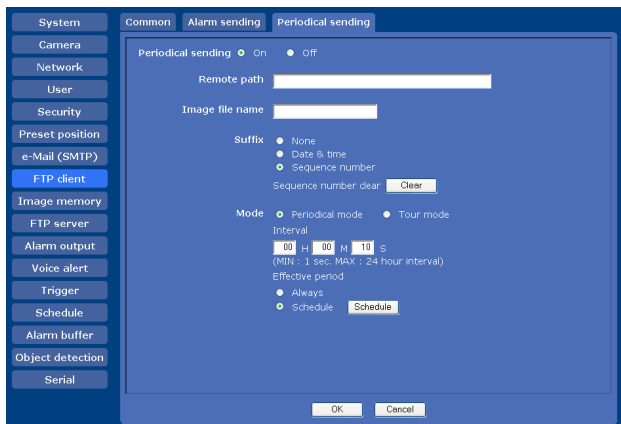 System
Camera
Network
User
Security
Preset position
e-Mail (SMTP)
FTP client
Image memory
FTP server
Alarm output
Voice alert
Trigger
Schedule
Alarm buffer
Object detection
Serial
Common Alarm sending Periodical sending
Periodical sending On Off
Remote path
Image file name
Suffix None
Date & time
Sequence number
Sequence number clear Clear
Mode Periodical mode Tour mode
Interval
00 H 00 M 10 S
(MIN : 1 sec. MAX : 24 hour interval)
Effective period
Always
Schedule Schedule
OK Cancel